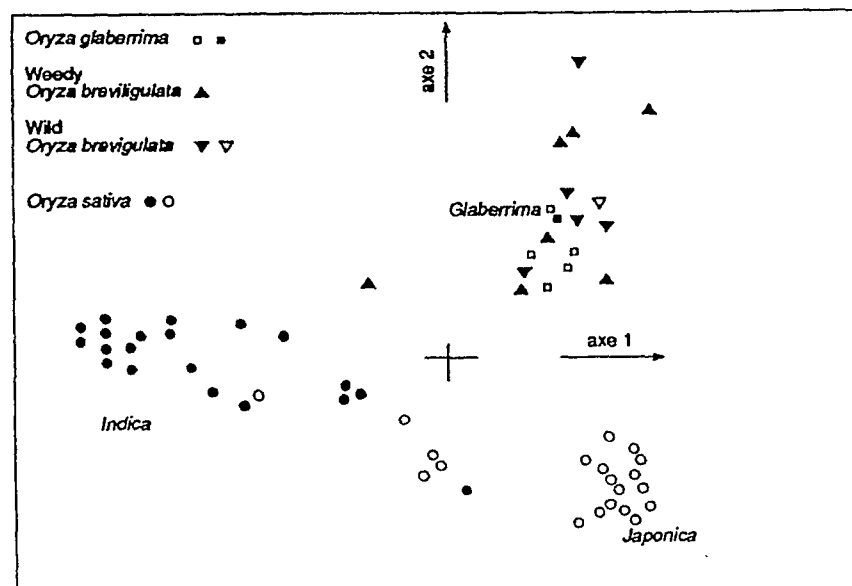 Oryza glaberrima
Weedy
Oryza breviligulata
Wild
Oryza brevigulata
Oryza sativa
axe 2
Glaberrima
axe 1
Indica
Japonica